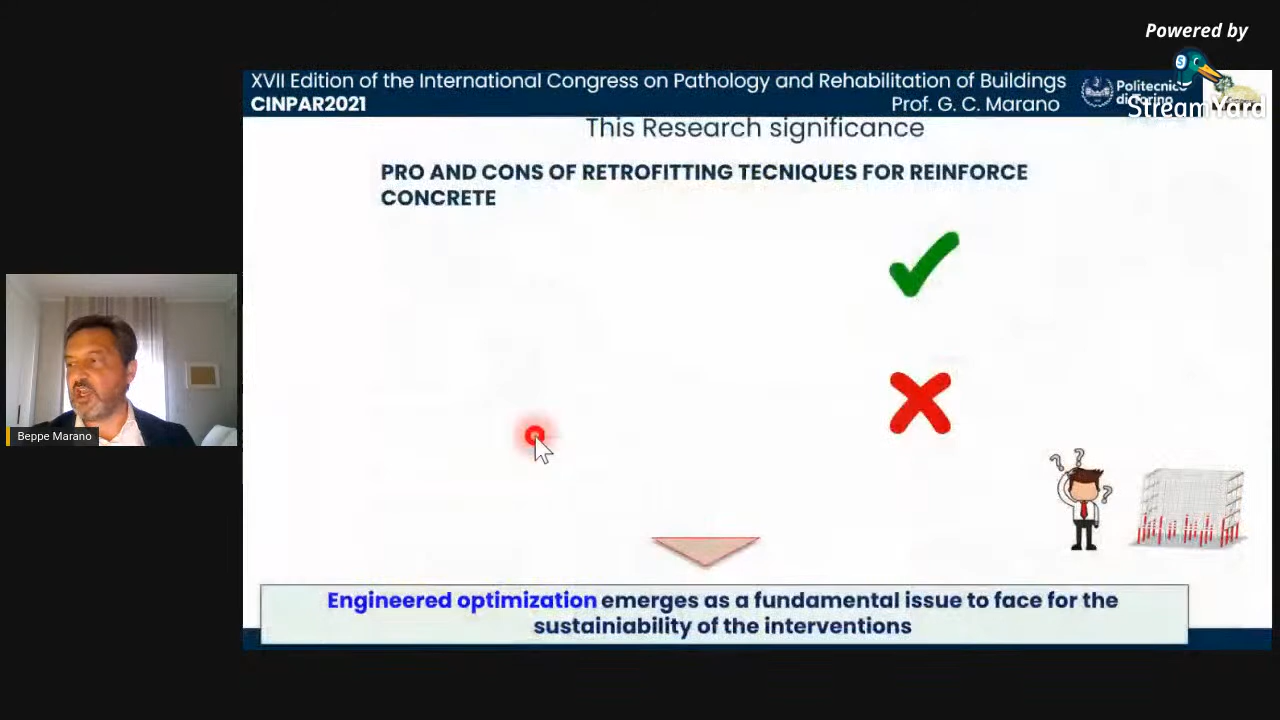 Powered by
StreamYard
XVII Edition of the International Congress on Pathology and Rehabilitation of Buildings
CINPAR2021
Prof. G. C. Marano
Politecnico
di Torino
This Research significance
PRO AND CONS OF RETROFITTING TECNIQUES FOR REINFORCE
CONCRETE
Beppe Marano
Engineered optimization emerges as a fundamental issue to face for the
sustainiability of the interventions